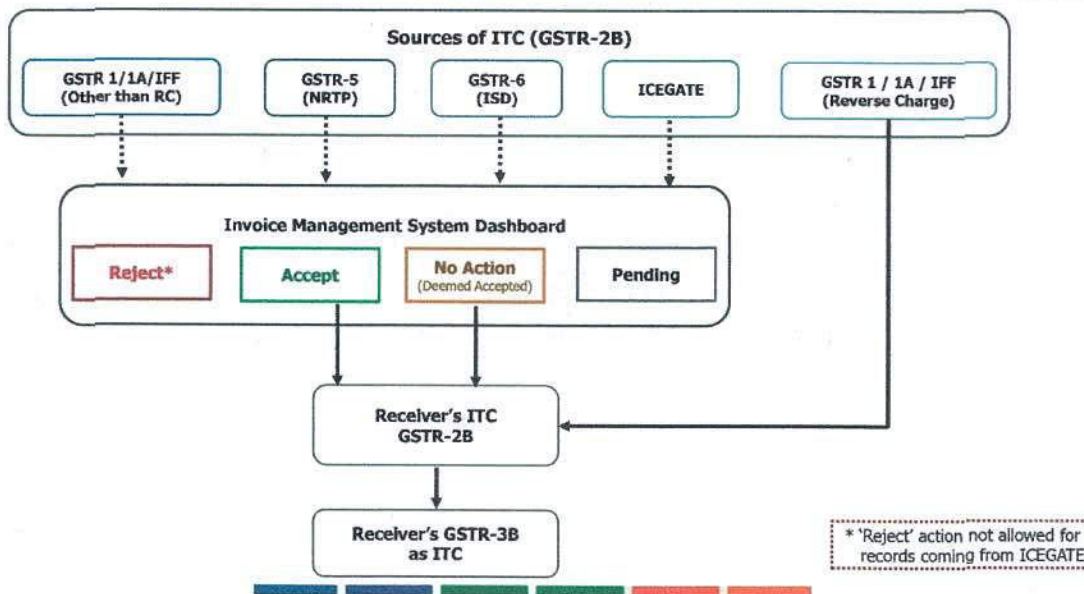 Sources of ITC (GSTR-2B)
GSTR 1/1A/IFF
(Other than RC)
GSTR-5
(NRTP)
GSTR-6
(ISD)
ICEGATE
GSTR 1 / 1A / IFF
(Reverse Charge)
Invoice Management System Dashboard
Reject*
Accept
No Action
(Deemed Accepted)
Pending
Receiver's ITC
GSTR-2B
Receiver's GSTR-3B
as ITC
* 'Reject' action not allowed for
records coming from ICEGATE